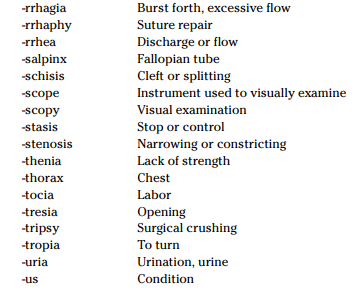 -rrhagia Burst forth, excessive flow
-rrhaphy Suture repair
-rrhea Discharge or flow
-salpinx Fallopian tube
-schisis Cleft or splitting
-scope Instrument used to visually examine
-scopy Visual examination
-stasis Stop or control
-stenosis Narrowing or constricting
-thenia Lack of strength
-thorax Chest
-tocia Labor
-tresia Opening
-tripsy Surgical crushing
-tropia To turn
-uria Urination, urine
-us Condition